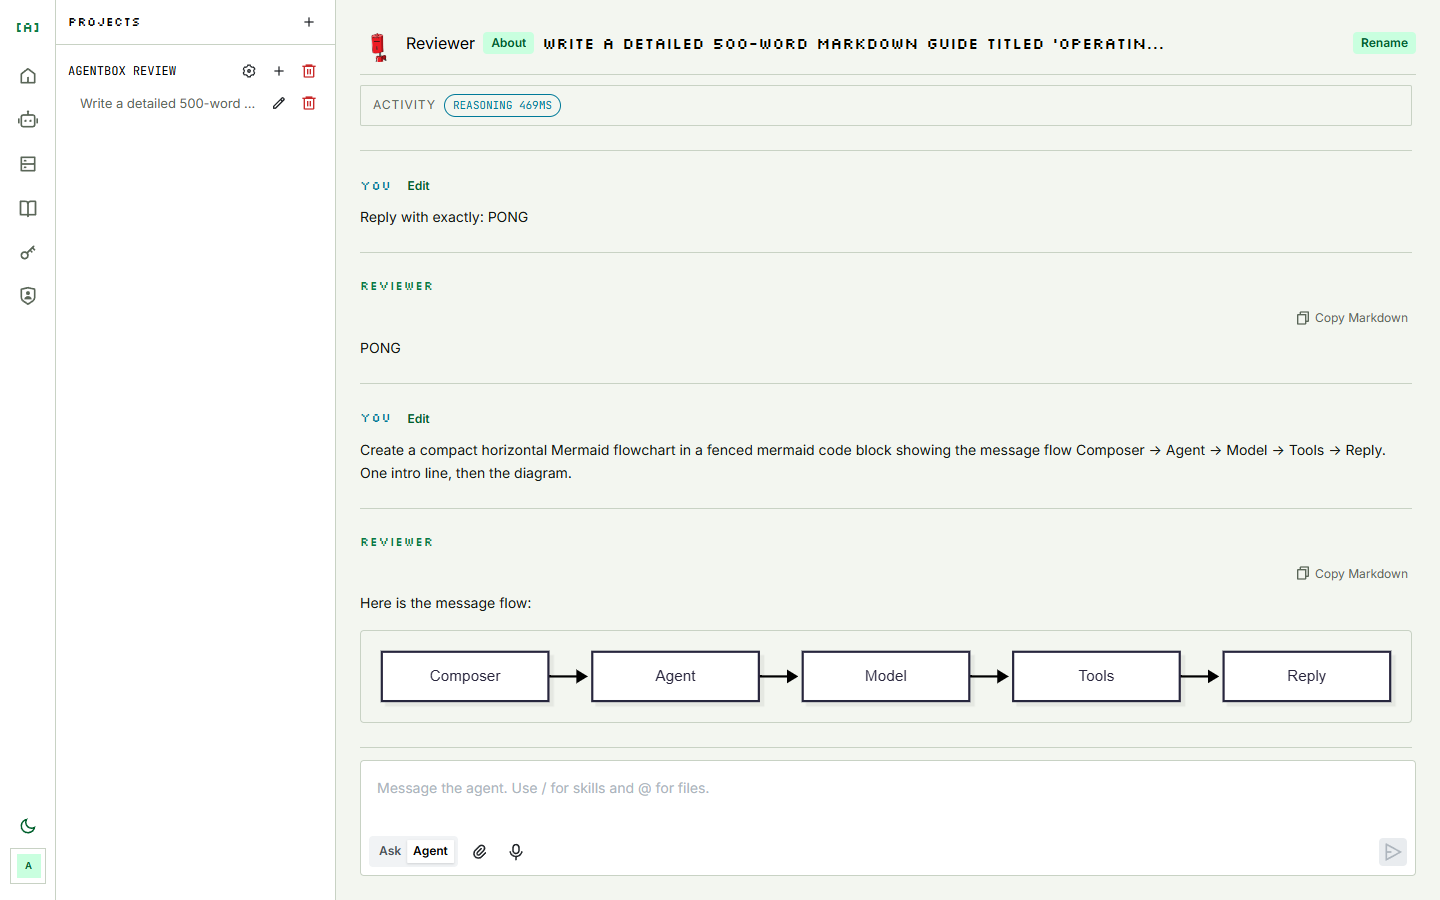 [A]
PROJECTS
AGENTBOX REVIEW
Write a detailed 500-word ...
A
Reviewer About WRITE A DETAILED 500-WORD MARKDOWN GUIDE TITLED 'OPERATIN... Rename
ACTIVITY REASONING 469MS
YOU Edit
Reply with exactly: PONG
REVIEWER
Copy Markdown
PONG
YOU Edit
Create a compact horizontal Mermaid flowchart in a fenced mermaid code block showing the message flow Composer → Agent → Model → Tools → Reply.
One intro line, then the diagram.
REVIEWER
Copy Markdown
Here is the message flow:
Composer Agent Model Tools Reply
Message the agent. Use / for skills and @ for files.
Ask Agent